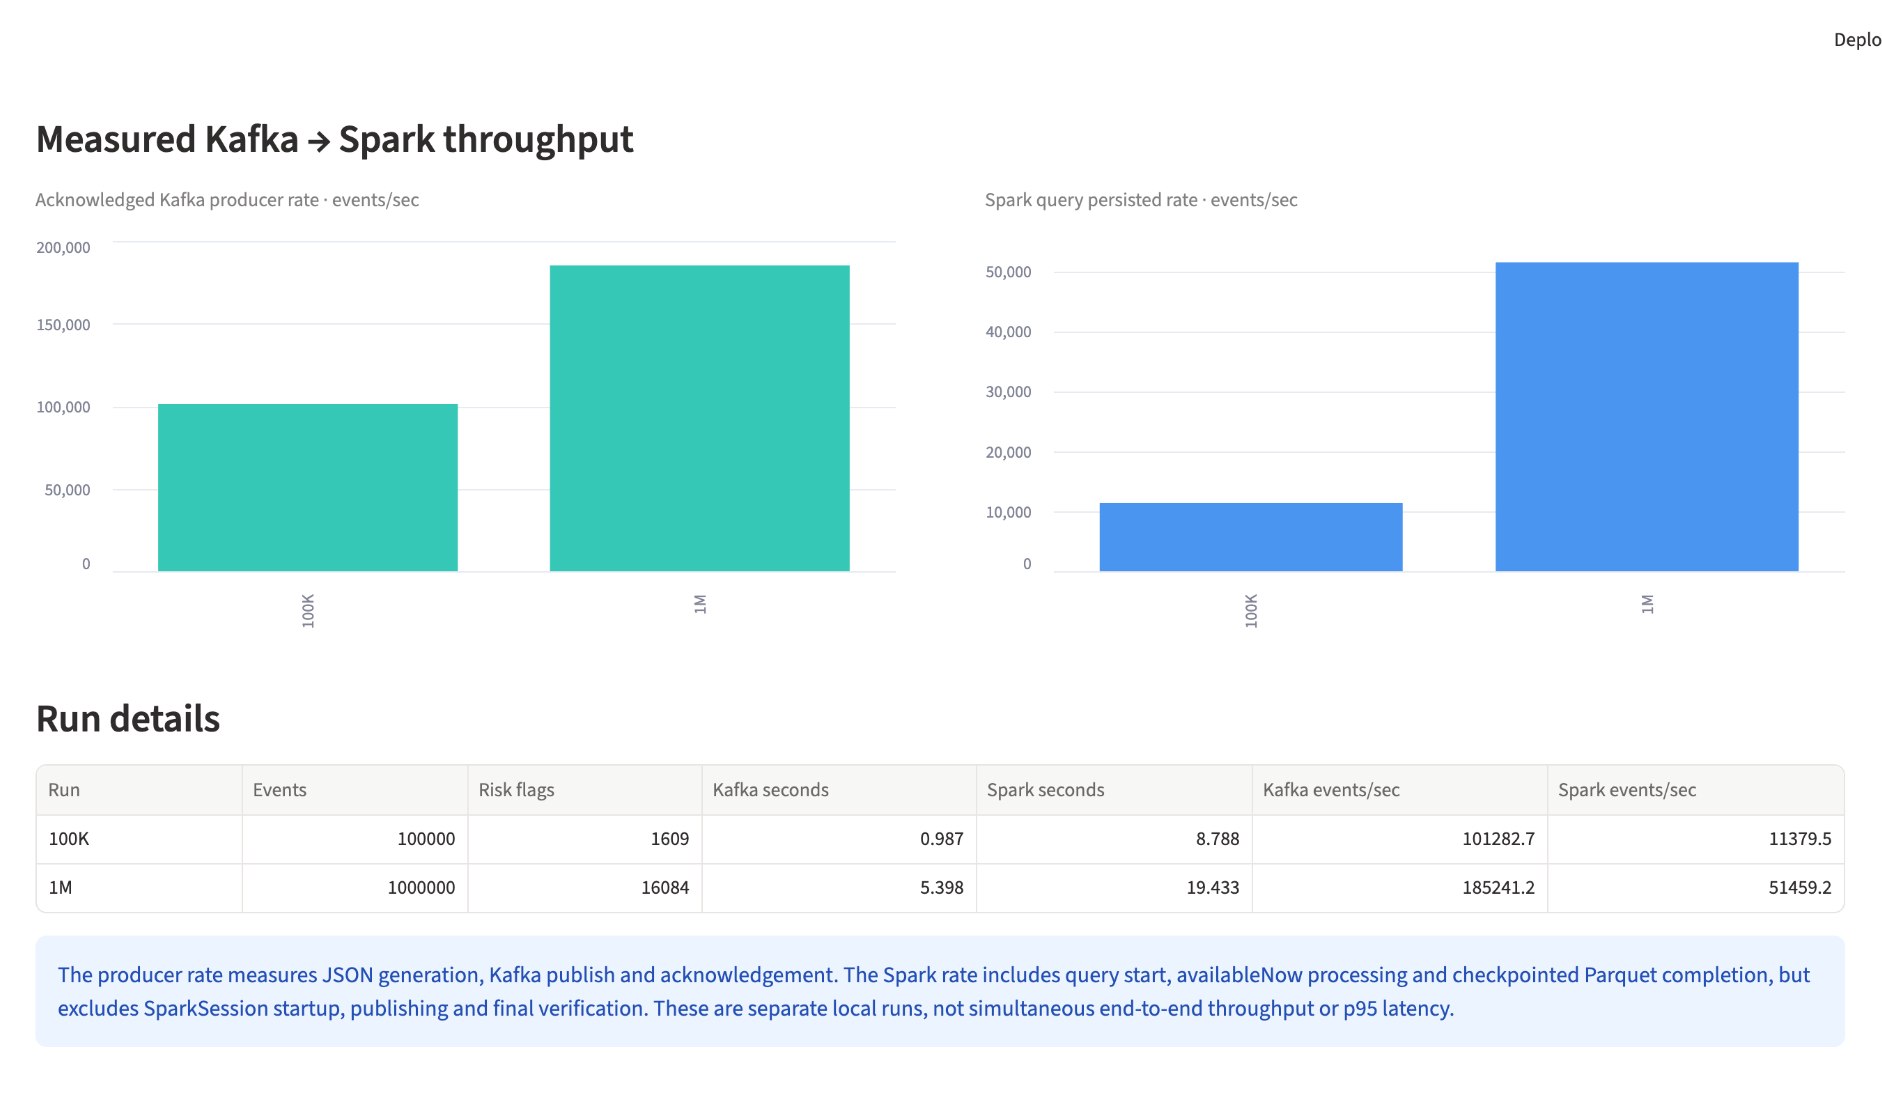 Deplo
Measured Kafka → Spark throughput
Acknowledged Kafka producer rate · events/sec
200,000
150,000
100,000
50,000
0
100K
1M
Spark query persisted rate · events/sec
50,000
40,000
30,000
20,000
10,000
0
100K
1M
Run details
Run Events Risk flags Kafka seconds Spark seconds Kafka events/sec Spark events/sec
100K 100000 1609 0.987 8.788 101282.7 11379.5
1M 1000000 16084 5.398 19.433 185241.2 51459.2
The producer rate measures JSON generation, Kafka publish and acknowledgement. The Spark rate includes query start, availableNow processing and checkpointed Parquet completion, but
excludes SparkSession startup, publishing and final verification. These are separate local runs, not simultaneous end-to-end throughput or p95 latency.